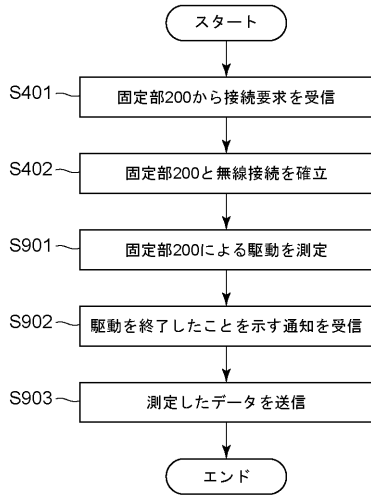 スタート
S401
固定部200から接続要求を受信
S402
固定部200と無線接続を確立
S901
固定部200による駆動を測定
S902
駆動を終了したことを示す通知を受信
S903
測定したデータを送信
エンド